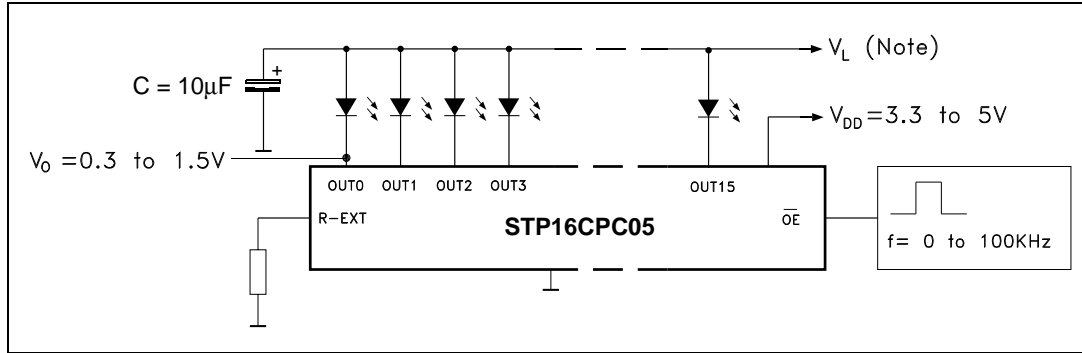 V_L (Note)
+
C = 10µF
V_DD =3.3 to 5V
V_O =0.3 to 1.5V
OUT0 OUT1 OUT2 OUT3 OUT15
R-EXT
STP16CPC05
O̅E̅
f= 0 to 100KHz